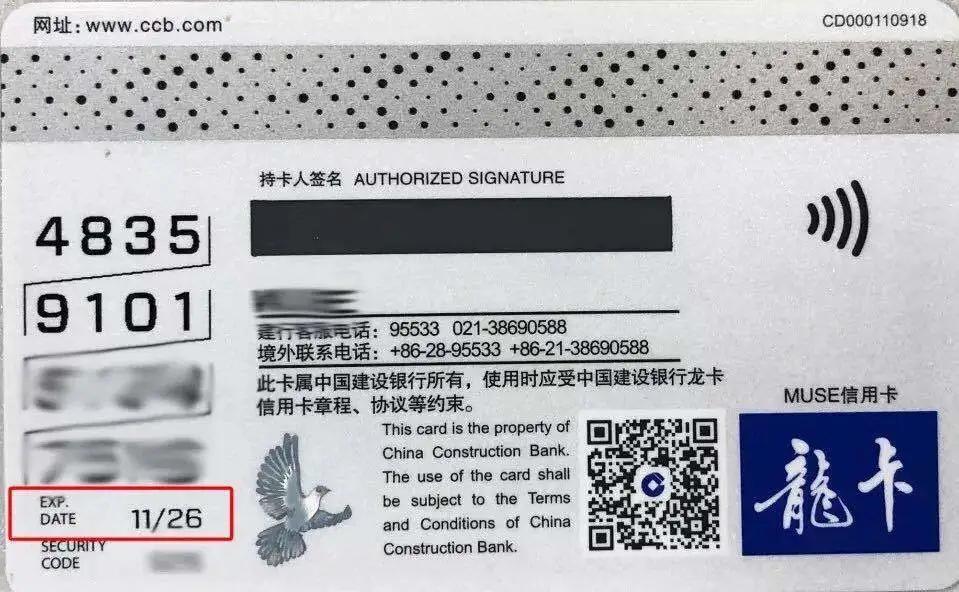 网址: www.ccb.com
CD000110918
持卡人签名 AUTHORIZED SIGNATURE
4835
9101
建行客服电话: 95533 021-38690588
境外联系电话: +86-28-95533 +86-21-38690588
此卡属中国建设银行所有，使用时应受中国建设银行龙卡
信用卡章程、协议等约束。
This card is the property of
China Construction Bank.
The use of the card shall
be subject to the Terms
and Conditions of China
Construction Bank.
MUSE信用卡
龍卡
EXP.
DATE 11/26
SECURITY
CODE